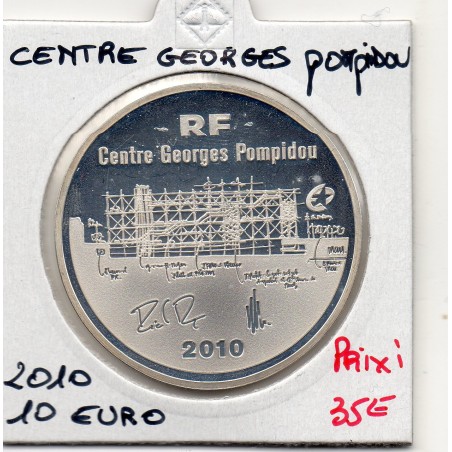 CENTRE GEORGES POMPIDOU
RF
Centre Georges Pompidou
2010
2010
10 EURO
Prix :
35€